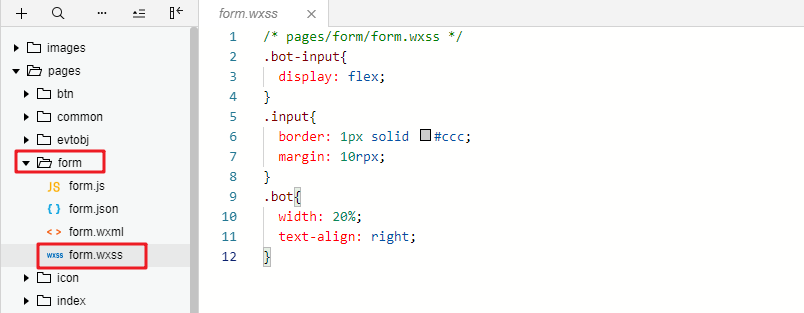 form.wxss
images
pages
btn
common
evtobj
form
JS form.js
{ } form.json
< > form.wxml
wxss form.wxss
icon
index
1 /* pages/form/form.wxss */
2 .bot-input{
3 display: flex;
4 }
5 .input{
6 border: 1px solid #ccc;
7 margin: 10rpx;
8 }
9 .bot{
10 width: 20%;
11 text-align: right;
12 }